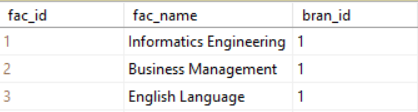 fac_id fac_name bran_id
1 Informatics Engineering 1
2 Business Management 1
3 English Language 1